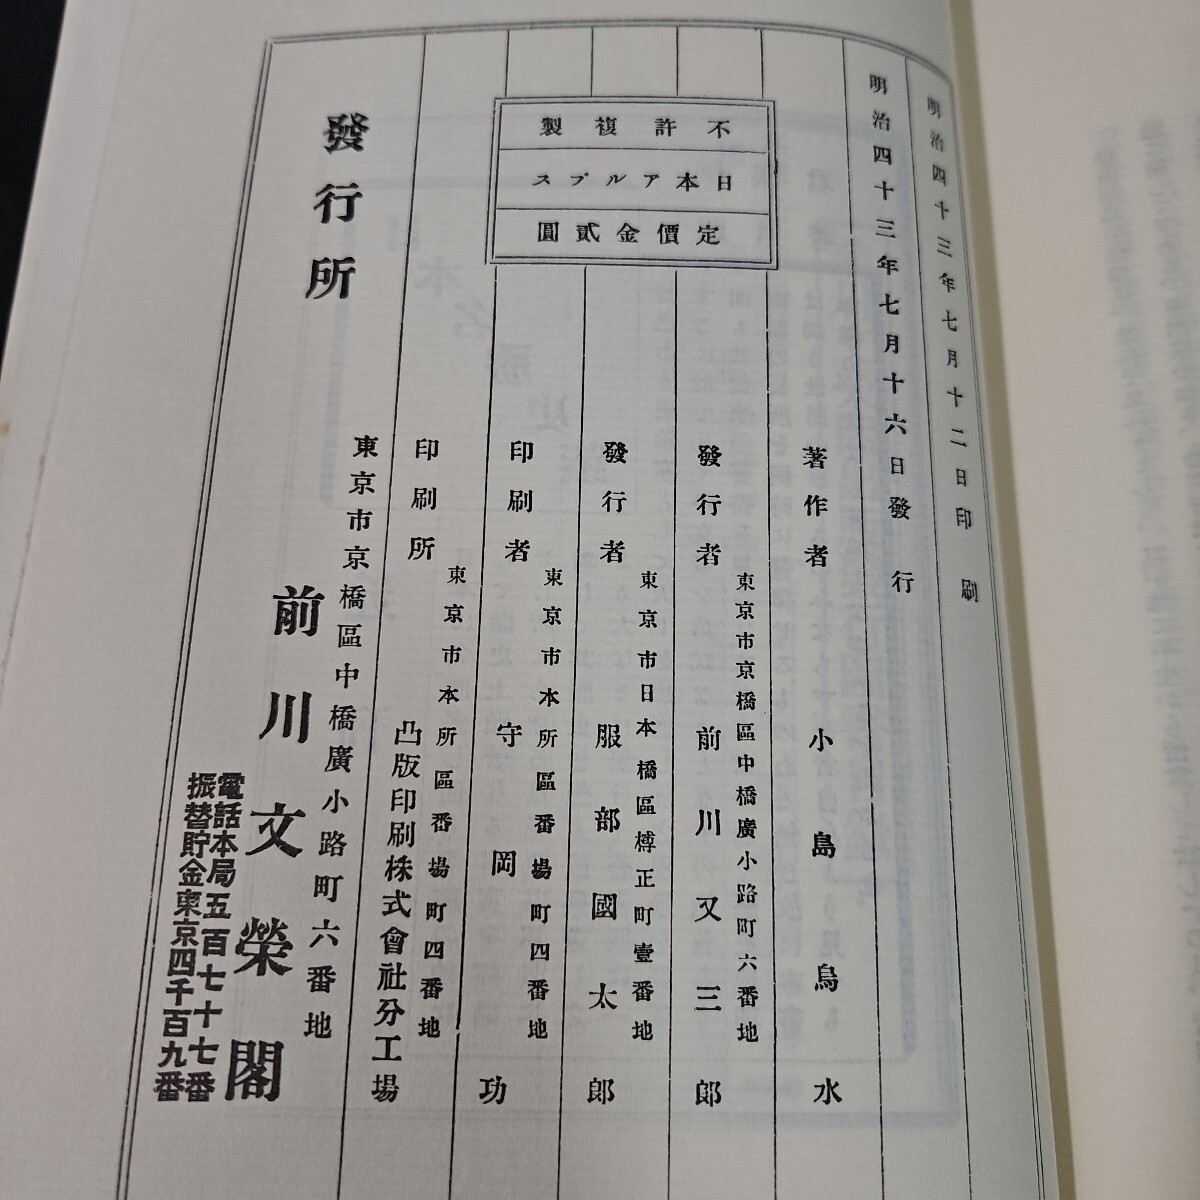 明治四十三年七月十二日印刷
明治四十三年七月十六日發行
不許複製
日本アルプス
定價金貳圓
著作者 小島烏水
東京市京橋區中橋廣小路町六番地
發行者 前川又三郎
東京市日本橋區榑正町壹番地
發行者 服部國太郎
東京市本所區番場町四番地
印刷者 守岡功
東京市本所區番場町四番地
印刷所 凸版印刷株式會社分工場
東京市京橋區中橋廣小路町六番地
發行所 前川文榮閣
電話本局五百七十七番
振替貯金東京四千百九番